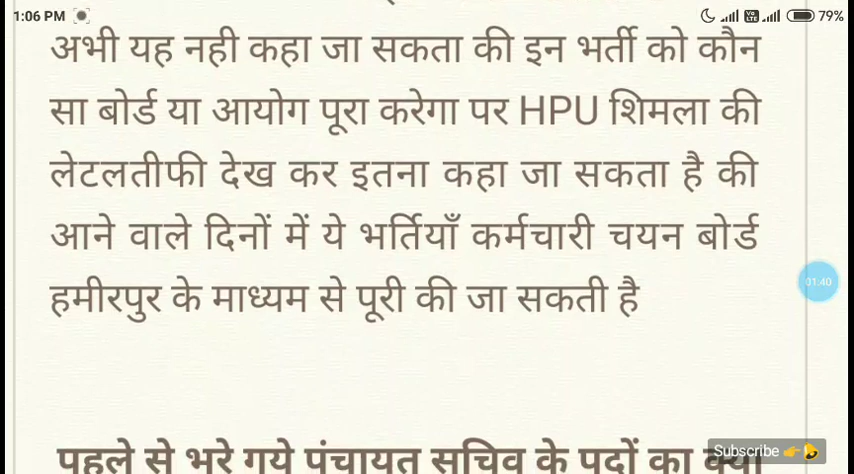 1:06 PM
Vo LTE 79%
अभी यह नही कहा जा सकता की इन भर्ती को कौन
सा बोर्ड या आयोग पूरा करेगा पर HPU शिमला की
लेटलतीफी देख कर इतना कहा जा सकता है की
आने वाले दिनों में ये भर्तियाँ कर्मचारी चयन बोर्ड
हमीरपुर के माध्यम से पूरी की जा सकती है
01:40
पहले से भरे गये पंचायत सचिव के पदों का क्या
Subscribe